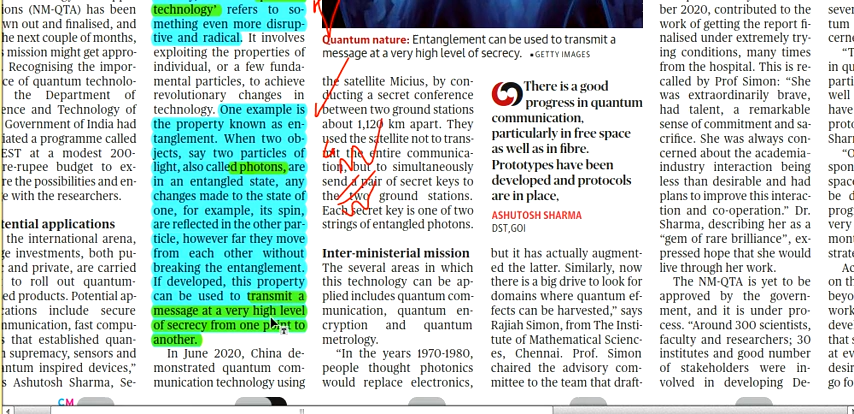 ions (NM-QTA) has been
wn out and finalised, and
he next couple of months,
mission might get appro-
. Recognising the impor-
ce of quantum technolo-
the Department of
ence and Technology of
Government of India had
iated a programme called
EST at a modest 200-
re-rupee budget to ex-
re the possibilities and en-
e with the researchers.
tential applications
the international arena,
ge investments, both pu-
c and private, are carried
to roll out quantum-
ed products. Potential ap-
cations include secure
mmunication, fast compu-
s that established quan-
n supremacy, sensors and
antum inspired devices,"
s Ashutosh Sharma, Se-
technology' refers to so-
mething even more disrup-
tive and radical. It involves
exploiting the properties of
individual, or a few funda-
mental particles, to achieve
revolutionary changes in
technology. One example is
the property known as en-
tanglement. When two ob-
jects, say two particles of
light, also called photons, are
in an entangled state, any
changes made to the state of
one, for example, its spin,
are reflected in the other par-
ticle, however far they move
from each other without
breaking the entanglement.
If developed, this property
can be used to transmit a
message at a very high level
of secrecy from one point to
another.
In June 2020, China de-
monstrated quantum com-
munication technology using
Quantum nature: Entanglement can be used to transmit a
message at a very high level of secrecy. •GETTY IMAGES
the satellite Micius, by con-
ducting a secret conference
between two ground stations
about 1,120 km apart. They
used the satellite not to trans-
mit the entire communica-
tion, but to simultaneously
send a pair of secret keys to
the two ground stations.
Each secret key is one of two
strings of entangled photons.
Inter-ministerial mission
The several areas in which
this technology can be ap-
plied includes quantum com-
munication, quantum en-
cryption and quantum
metrology.
"In the years 1970-1980,
people thought photonics
would replace electronics,
There is a good
progress in quantum
communication,
particularly in free space
as well as in fibre.
Prototypes have been
developed and protocols
are in place,
ASHUTOSH SHARMA
DST,GOI
but it has actually augment-
ed the latter. Similarly, now
there is a big drive to look for
domains where quantum ef-
fects can be harvested," says
Rajiah Simon, from The Insti-
tute of Mathematical Scienc-
es, Chennai. Prof. Simon
chaired the advisory com-
mittee to the team that draft-
ber 2020, contributed to the
work of getting the report fi-
nalised under extremely try-
ing conditions, many times
from the hospital. This is re-
called by Prof Simon: "She
was extraordinarily brave,
had talent, a remarkable
sense of commitment and sa-
crifice. She was always con-
cerned about the academia-
industry interaction being
less than desirable and had
plans to improve this interac-
tion and co-operation." Dr.
Sharma, describing her as a
"gem of rare brilliance", ex-
pressed hope that she would
live through her work.
The NM-QTA is yet to be
approved by the govern-
ment, and it is under pro-
cess. "Around 300 scientists,
faculty and researchers; 30
institutes and good number
of stakeholders were in-
volved in developing De-
CM